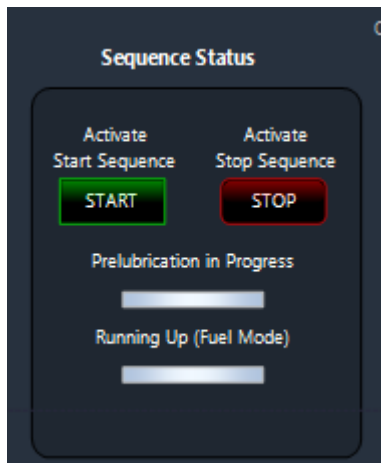 Sequence Status
Activate
Start Sequence
Activate
Stop Sequence
START
STOP
Prelubrication in Progress
Running Up (Fuel Mode)